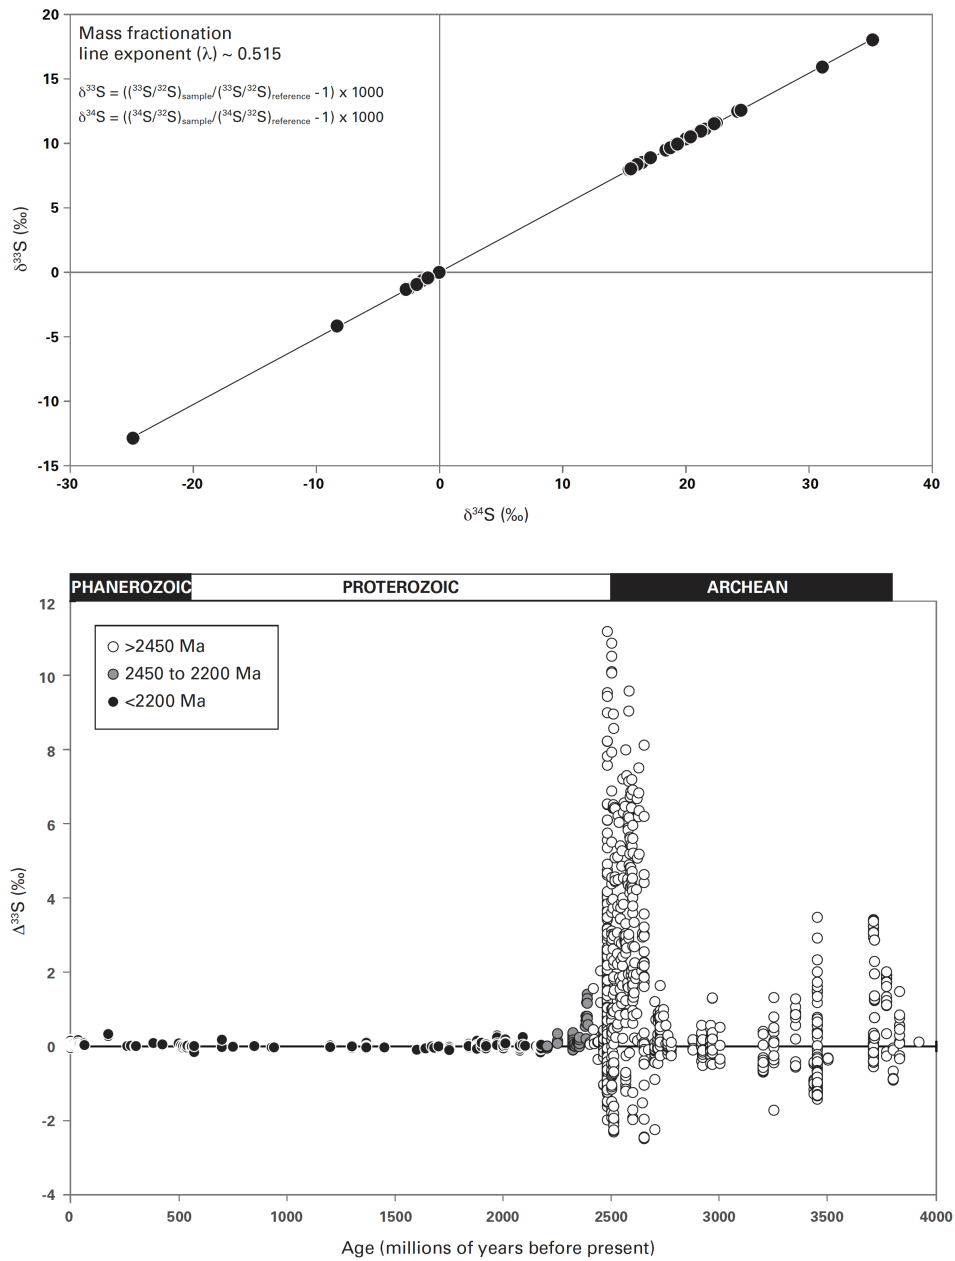 Mass fractionation
line exponent (λ) ~ 0.515
δ³³S = ((³³S/³²S)sample/(³³S/³²S)reference - 1) x 1000
δ³⁴S = ((³⁴S/³²S)sample/(³⁴S/³²S)reference - 1) x 1000
20
15
10
5
0
-5
-10
-15
δ³³S (‰)
-30 -20 -10 0 10 20 30 40
δ³⁴S (‰)
PHANEROZOIC PROTEROZOIC ARCHEAN
>2450 Ma
2450 to 2200 Ma
<2200 Ma
12
10
8
6
4
2
0
-2
-4
Δ³³S (‰)
0 500 1000 1500 2000 2500 3000 3500 4000
Age (millions of years before present)